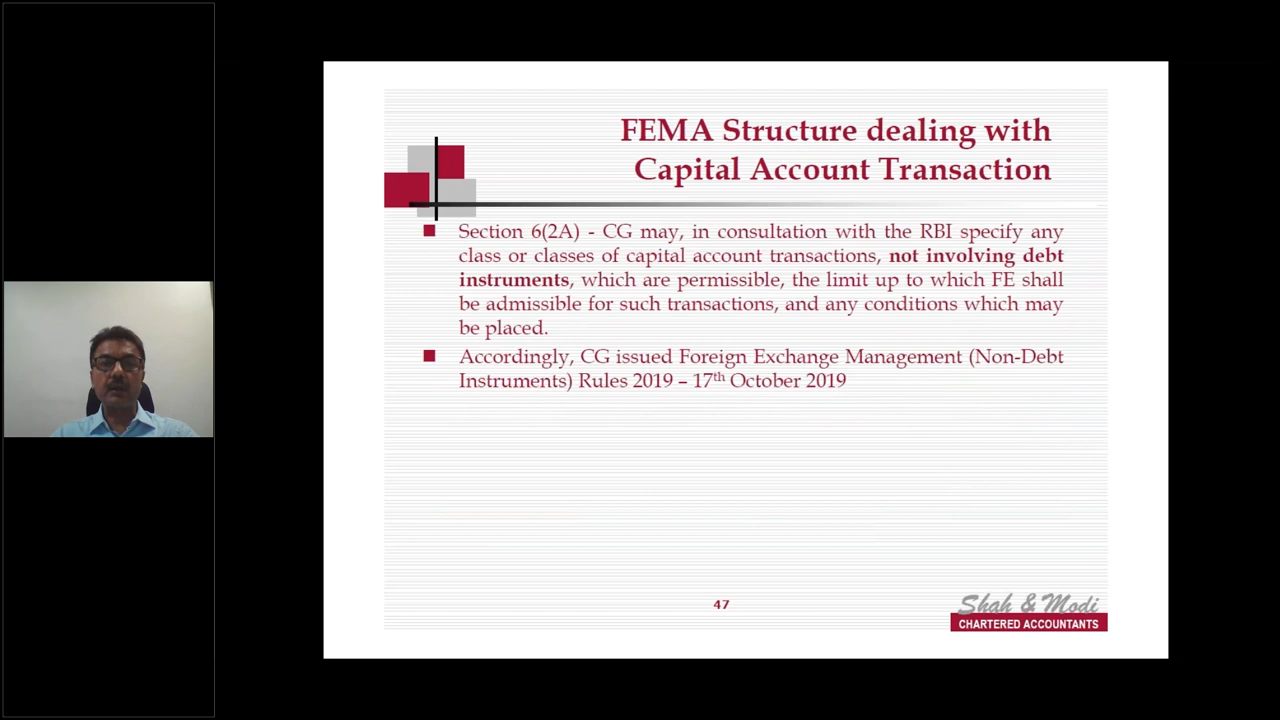 FEMA Structure dealing with
Capital Account Transaction
Section 6(2A) - CG may, in consultation with the RBI specify any
class or classes of capital account transactions, not involving debt
instruments, which are permissible, the limit up to which FE shall
be admissible for such transactions, and any conditions which may
be placed.
Accordingly, CG issued Foreign Exchange Management (Non-Debt
Instruments) Rules 2019 – 17th October 2019
47
Shah & Modi
CHARTERED ACCOUNTANTS